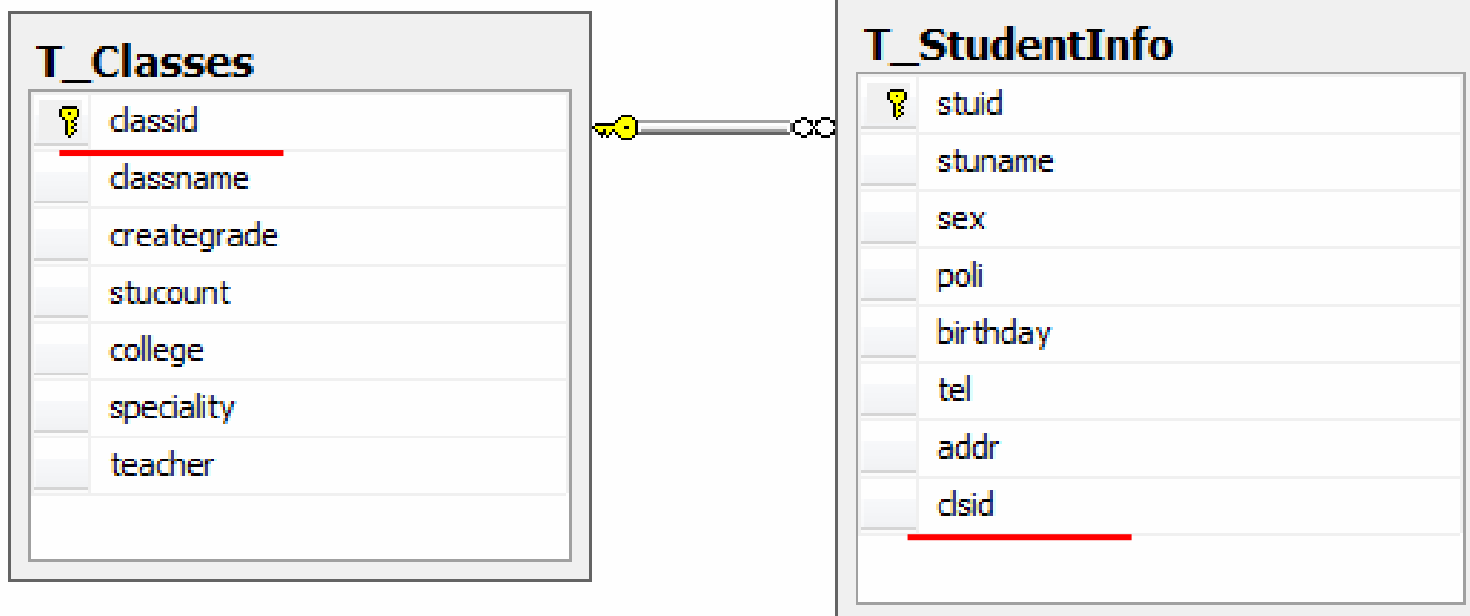 T_Classes
classid
classname
creategrade
stucount
college
speciality
teacher
T_StudentInfo
stuid
stuname
sex
poli
birthday
tel
addr
clsid